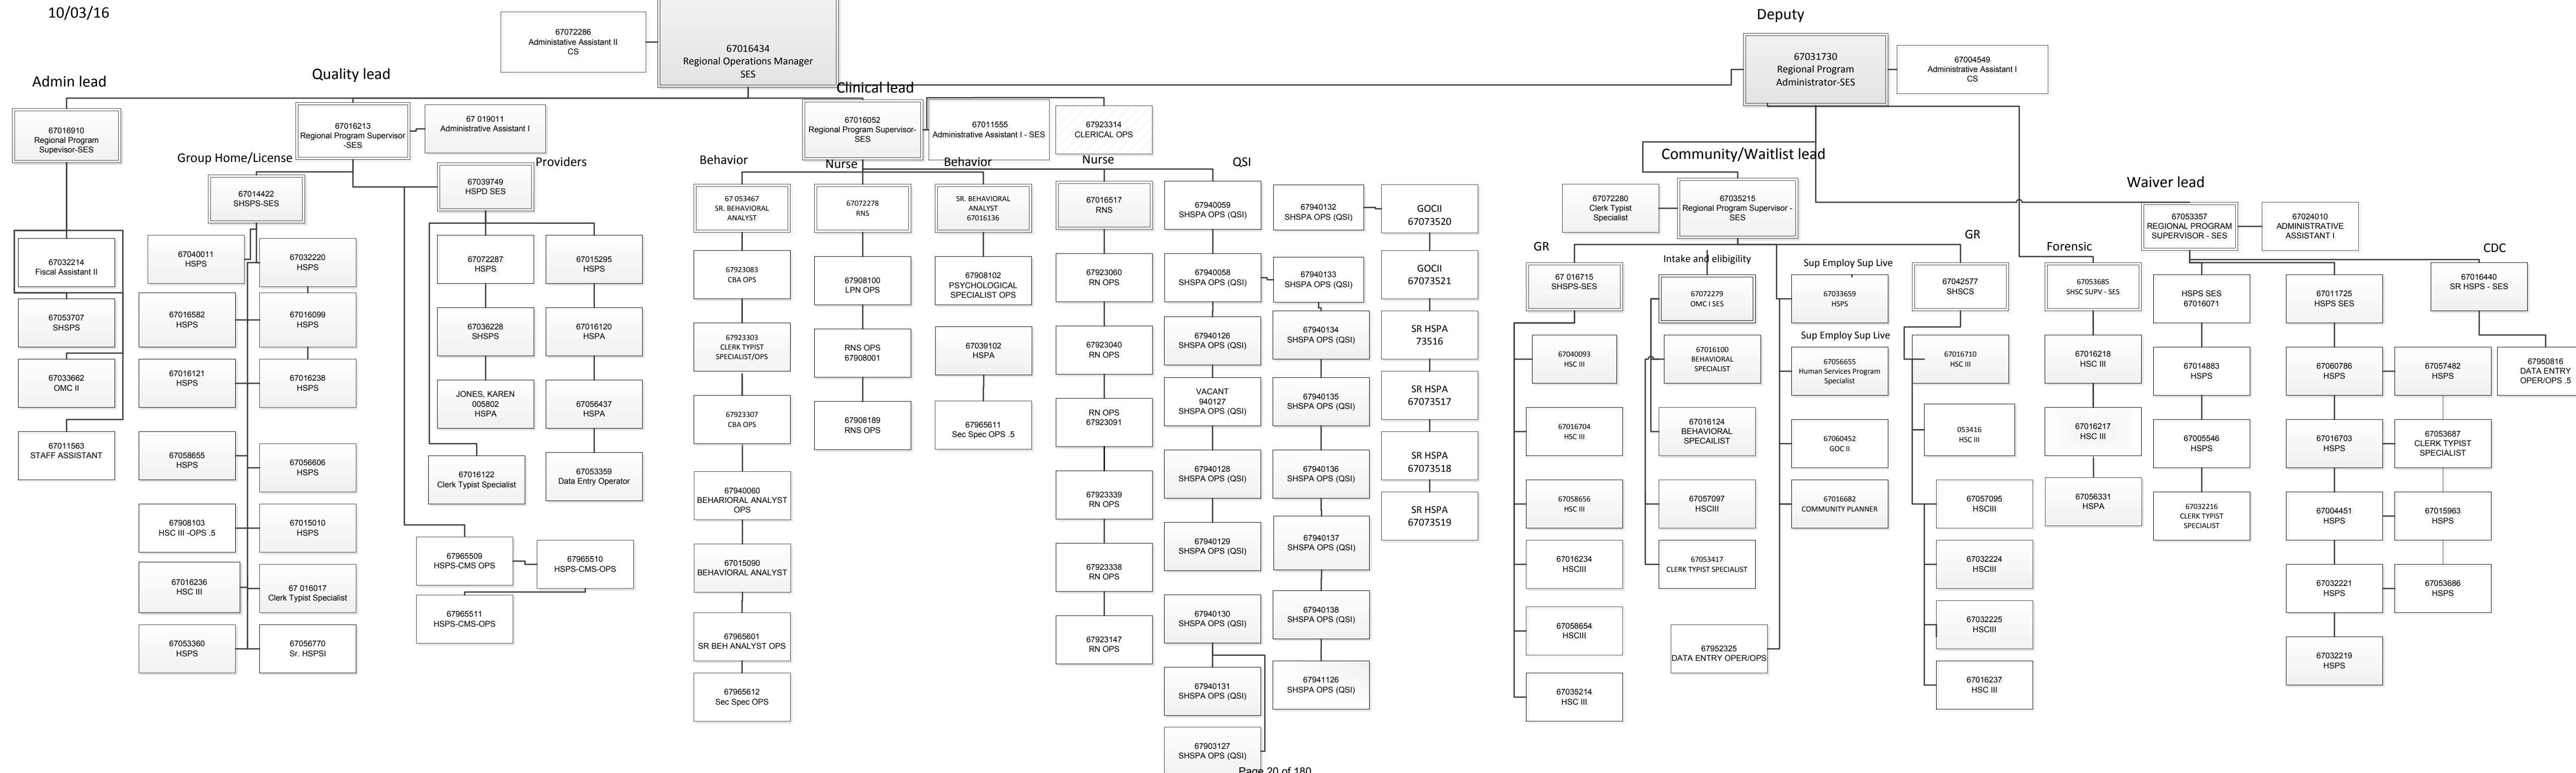 10/03/16
67072286
Administative Assistant II
CS
67016434
Regional Operations Manager
SES
Deputy
67031730
Regional Program
Administrator-SES
67004549
Administrative Assistant I
CS
Admin lead
67016910
Regional Program
Supevisor-SES
67032214
Fiscal Assistant II
67053707
SHSPS
67033662
OMC II
67011563
STAFF ASSISTANT
Quality lead
67016213
Regional Program Supervisor
-SES
67 019011
Administrative Assistant I
Group Home/License
67014422
SHSPS-SES
67040011
HSPS
67032220
HSPS
67016582
HSPS
67016099
HSPS
67016121
HSPS
67016238
HSPS
67058655
HSPS
67056606
HSPS
67908103
HSC III -OPS .5
67015010
HSPS
67016236
HSC III
67 016017
Clerk Typist Specialist
67053360
HSPS
67056770
Sr. HSPSI
Providers
67039749
HSPD SES
67072287
HSPS
67015295
HSPS
67036228
SHSPS
67016120
HSPA
JONES, KAREN
005802
HSPA
67056437
HSPA
67016122
Clerk Typist Specialist
67053359
Data Entry Operator
67965509
HSPS-CMS OPS
67965510
HSPS-CMS-OPS
67965511
HSPS-CMS-OPS
Clinical lead
67016052
Regional Program Supervisor-
SES
67011555
Administrative Assistant I - SES
67923314
CLERICAL OPS
Behavior
67 053467
SR. BEHAVIORAL
ANALYST
67923083
CBA OPS
67923303
CLERK TYPIST
SPECIALIST/OPS
67923307
CBA OPS
67940060
BEHARIORAL ANALYST
OPS
67015090
BEHAVIORAL ANALYST
67965601
SR BEH ANALYST OPS
67965612
Sec Spec OPS
Nurse
67072278
RNS
67908100
LPN OPS
RNS OPS
67908001
67908189
RNS OPS
Behavior
SR. BEHAVIORAL
ANALYST
67016136
67908102
PSYCHOLOGICAL
SPECIALIST OPS
67039102
HSPA
67965611
Sec Spec OPS .5
Nurse
67016517
RNS
67923060
RN OPS
67923040
RN OPS
RN OPS
67923091
67923339
RN OPS
67923338
RN OPS
67923147
RN OPS
QSI
67940059
SHSPA OPS (QSI)
67940058
SHSPA OPS (QSI)
67940126
SHSPA OPS (QSI)
VACANT
940127
SHSPA OPS (QSI)
67940128
SHSPA OPS (QSI)
67940129
SHSPA OPS (QSI)
67940130
SHSPA OPS (QSI)
67940131
SHSPA OPS (QSI)
67903127
SHSPA OPS (QSI)
67940132
SHSPA OPS (QSI)
67940133
SHSPA OPS (QSI)
67940134
SHSPA OPS (QSI)
67940135
SHSPA OPS (QSI)
67940136
SHSPA OPS (QSI)
67940137
SHSPA OPS (QSI)
67940138
SHSPA OPS (QSI)
67941126
SHSPA OPS (QSI)
GOCII
67073520
GOCII
67073521
SR HSPA
73516
SR HSPA
67073517
SR HSPA
67073518
SR HSPA
67073519
Community/Waitlist lead
67072280
Clerk Typist
Specialist
67035215
Regional Program Supervisor -
SES
GR
67 016715
SHSPS-SES
67040093
HSC III
67016704
HSC III
67058656
HSC III
67016234
HSCIII
67058654
HSCIII
67035214
HSC III
Intake and elibigility
67072279
OMC I SES
67016100
BEHAVIORAL
SPECIALIST
67016124
BEHAVIORAL
SPECAILIST
67057097
HSCIII
67053417
CLERK TYPIST SPECIALIST
67952325
DATA ENTRY OPER/OPS
Sup Employ Sup Live
67033659
HSPS
Sup Employ Sup Live
67056655
Human Services Program
Specialist
67060452
GOC II
67016682
COMMUNITY PLANNER
GR
67042577
SHSCS
67016710
HSC III
053416
HSC III
67057095
HSCIII
67032224
HSCIII
67032225
HSCIII
67016237
HSC III
Forensic
67053685
SHSC SUPV - SES
67016218
HSC III
67016217
HSC III
67056331
HSPA
Waiver lead
67053357
REGIONAL PROGRAM
SUPERVISOR - SES
67024010
ADMINISTRATIVE
ASSISTANT I
HSPS SES
67016071
67014883
HSPS
67005546
HSPS
67032216
CLERK TYPIST
SPECIALIST
67011725
HSPS SES
67060786
HSPS
67016703
HSPS
67004451
HSPS
67032221
HSPS
67032219
HSPS
67057482
HSPS
67053687
CLERK TYPIST
SPECIALIST
67015963
HSPS
67053686
HSPS
CDC
67016440
SR HSPS - SES
67950816
DATA ENTRY
OPER/OPS .5
Page 20 of 180